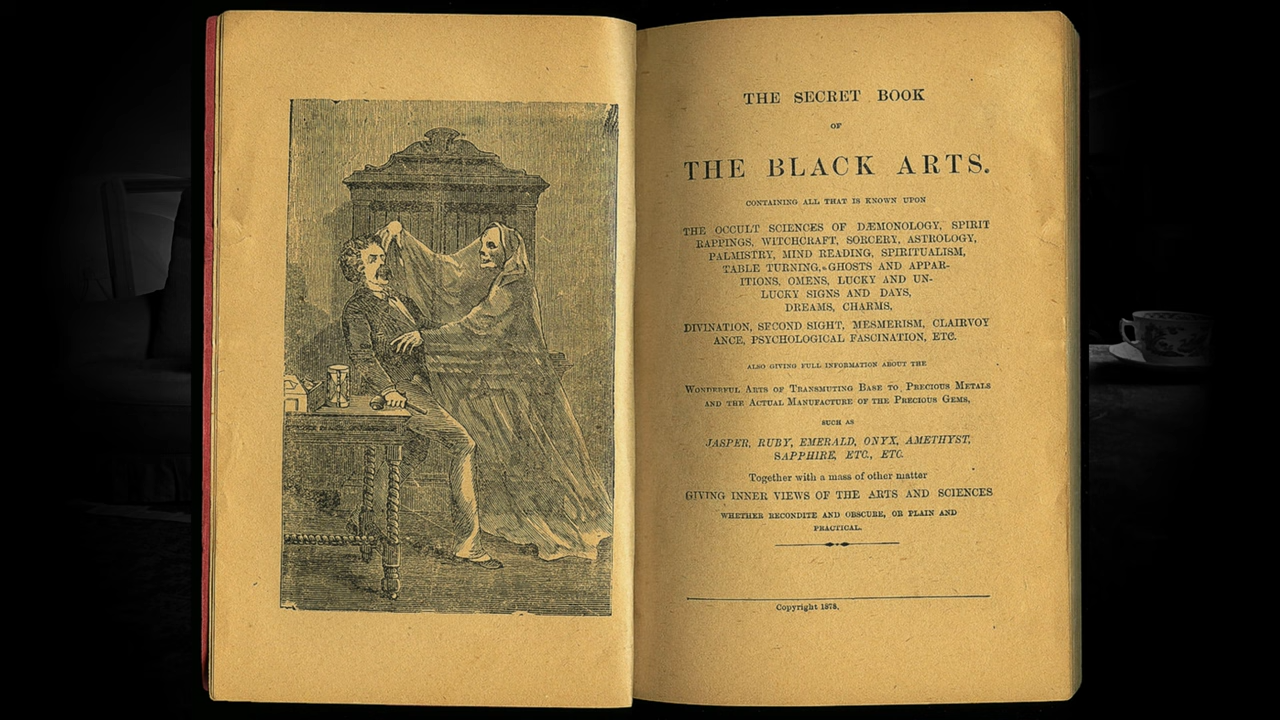 THE SECRET BOOK
OF
THE BLACK ARTS.
CONTAINING ALL THAT IS KNOWN UPON
THE OCCULT SCIENCES OF DÆMONOLOGY, SPIRIT
RAPPINGS, WITCHCRAFT, SORCERY, ASTROLOGY,
PALMISTRY, MIND READING, SPIRITUALISM,
TABLE TURNING, GHOSTS AND APPAR-
ITIONS, OMENS, LUCKY AND UN-
LUCKY SIGNS AND DAYS,
DREAMS, CHARMS,
DIVINATION, SECOND SIGHT, MESMERISM, CLAIRVOY
ANCE, PSYCHOLOGICAL FASCINATION, ETC.
ALSO GIVING FULL INFORMATION ABOUT THE
WONDERFUL ARTS OF TRANSMUTING BASE TO PRECIOUS METALS
AND THE ACTUAL MANUFACTURE OF THE PRECIOUS GEMS,
SUCH AS
JASPER, RUBY, EMERALD, ONYX, AMETHYST,
SAPPHIRE, ETC., ETC.
Together with a mass of other matter
GIVING INNER VIEWS OF THE ARTS AND SCIENCES
WHETHER RECONDITE AND OBSCURE, OR PLAIN AND
PRACTICAL.
Copyright 1878,